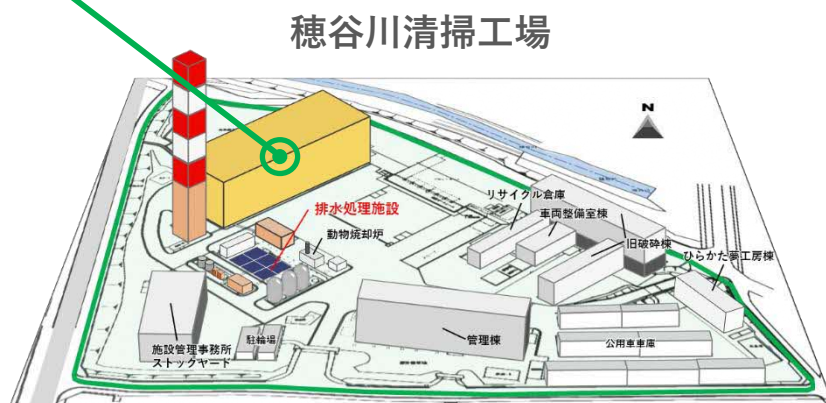 穂谷川清掃工場
N
リサイクル倉庫
車両整備室棟
排水処理施設
動物焼却炉
旧破砕棟
ひらかた夢工房棟
施設管理事務所
ストックヤード
駐輪場
管理棟
公用車車庫